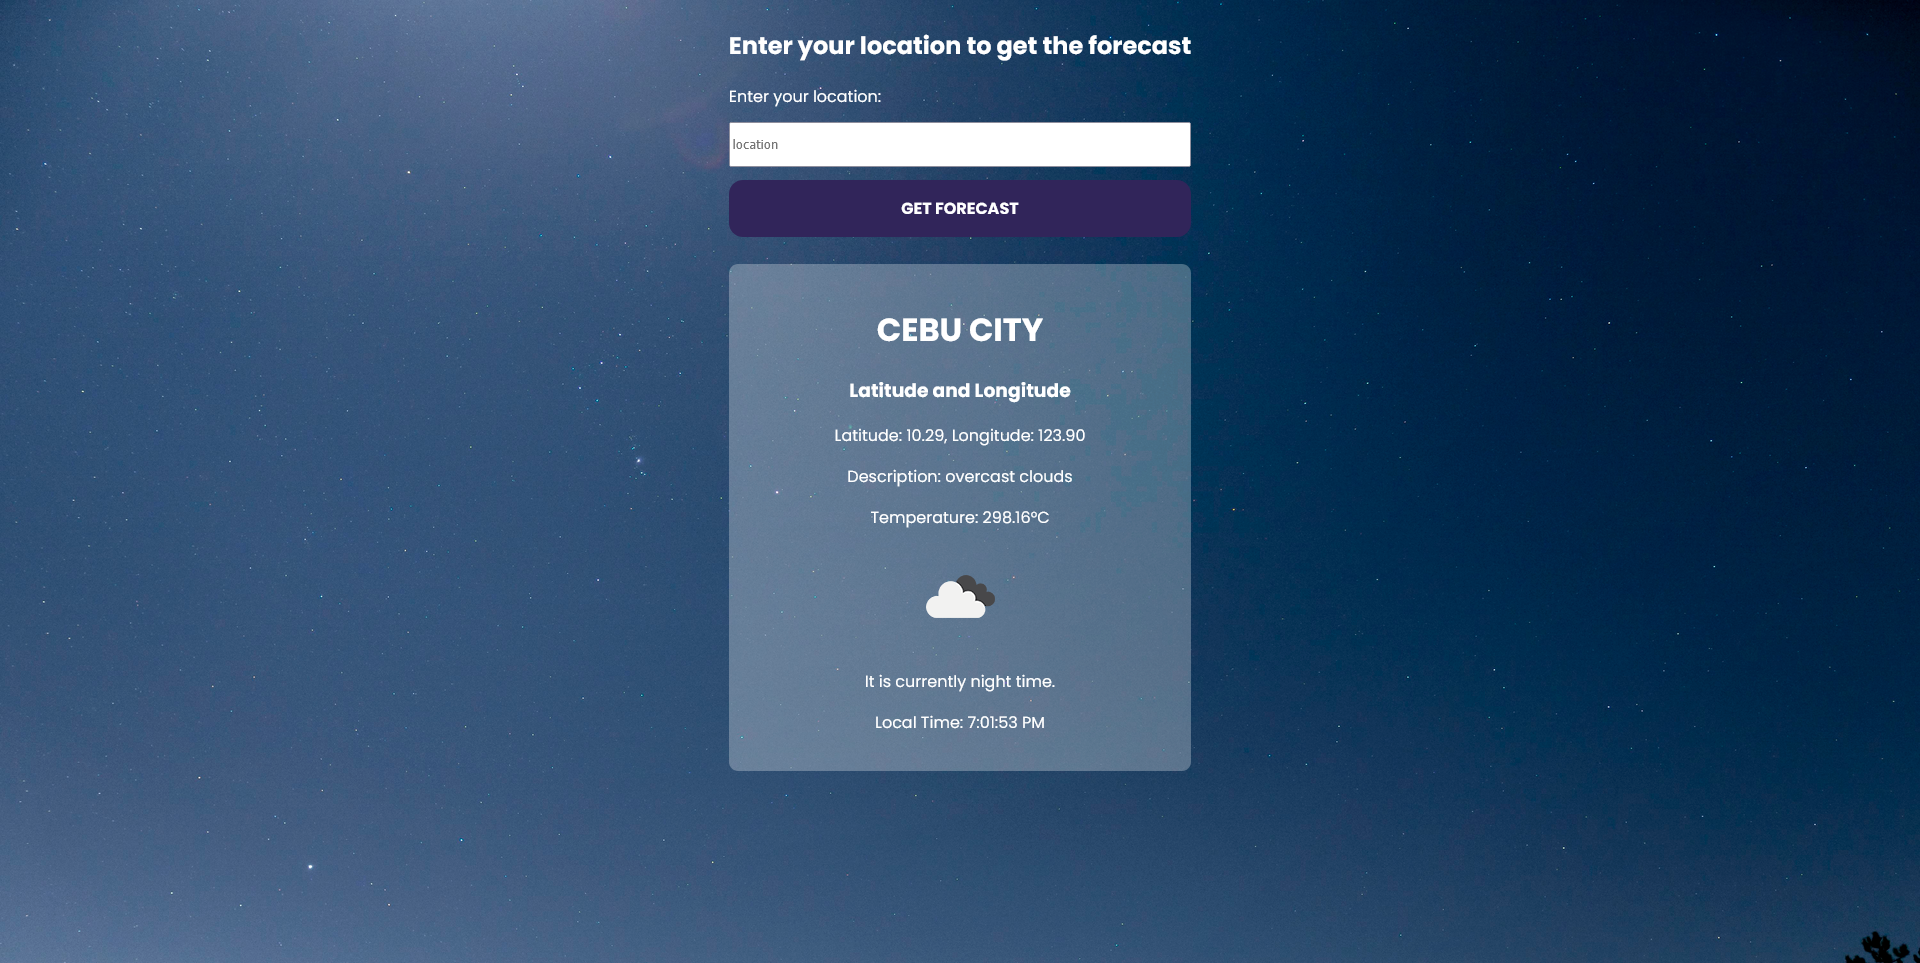 Enter your location to get the forecast
Enter your location:
location
GET FORECAST
CEBU CITY
Latitude and Longitude
Latitude: 10.29, Longitude: 123.90
Description: overcast clouds
Temperature: 298.16°C
It is currently night time.
Local Time: 7:01:53 PM